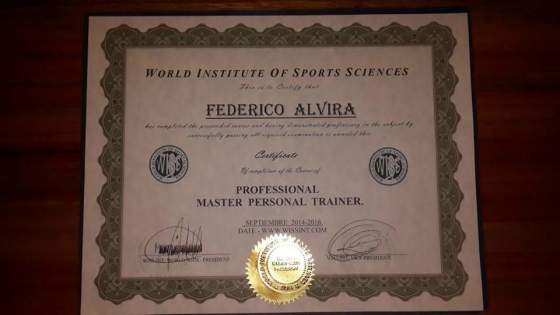 WORLD INSTITUTE OF SPORTS SCIENCES
This is to Certify that
FEDERICO ALVIRA
has completed the prescribed course and having demonstrated proficiency in the subject by
successfully passing all required examination is awarded this
Certificate
Of completion of the Course of
PROFESSIONAL
MASTER PERSONAL TRAINER.
SEPTIEMBRE 2014-2016
DATE - WWW.WISSINT.COM
PRESIDENT
VICE PRESIDENT